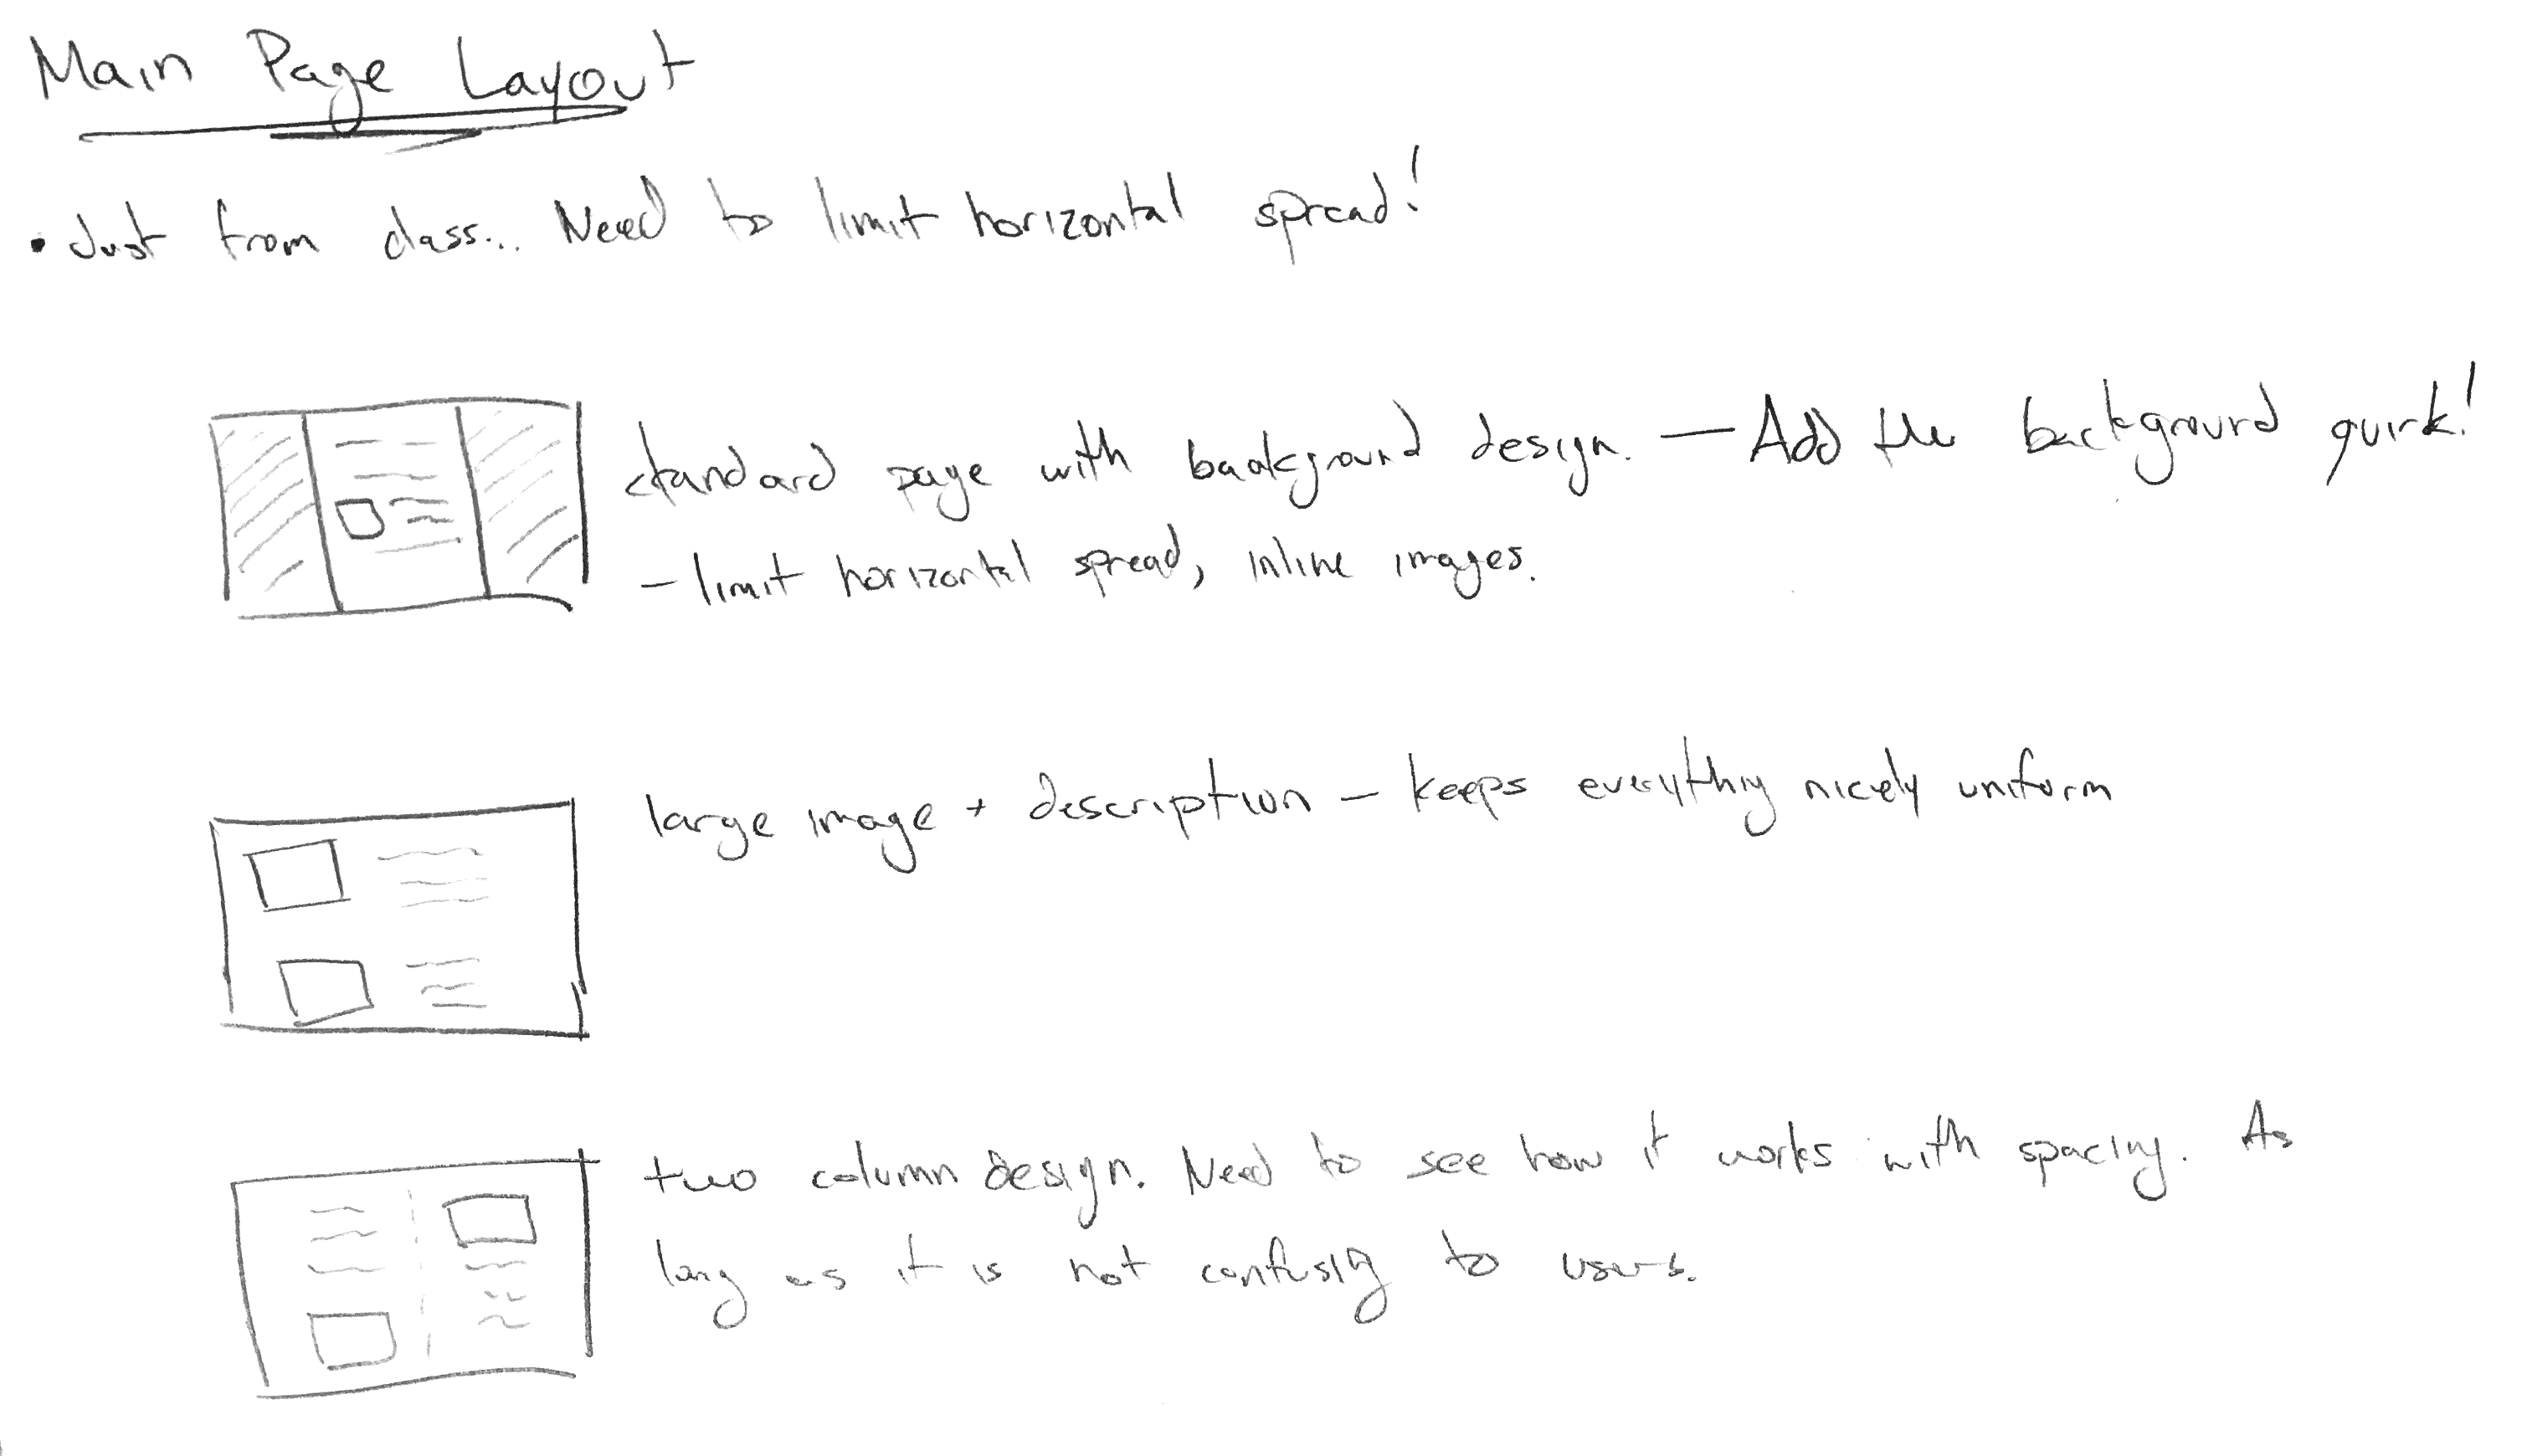 Main Page Layout
• Just from class... Need to limit horizontal spread!
standard page with background design. — Add the background quirk!
- limit horizontal spread, inline images.
large image + description - keeps everything nicely uniform
two column design. Need to see how it works with spacing. As
long as it is not confusing to users.